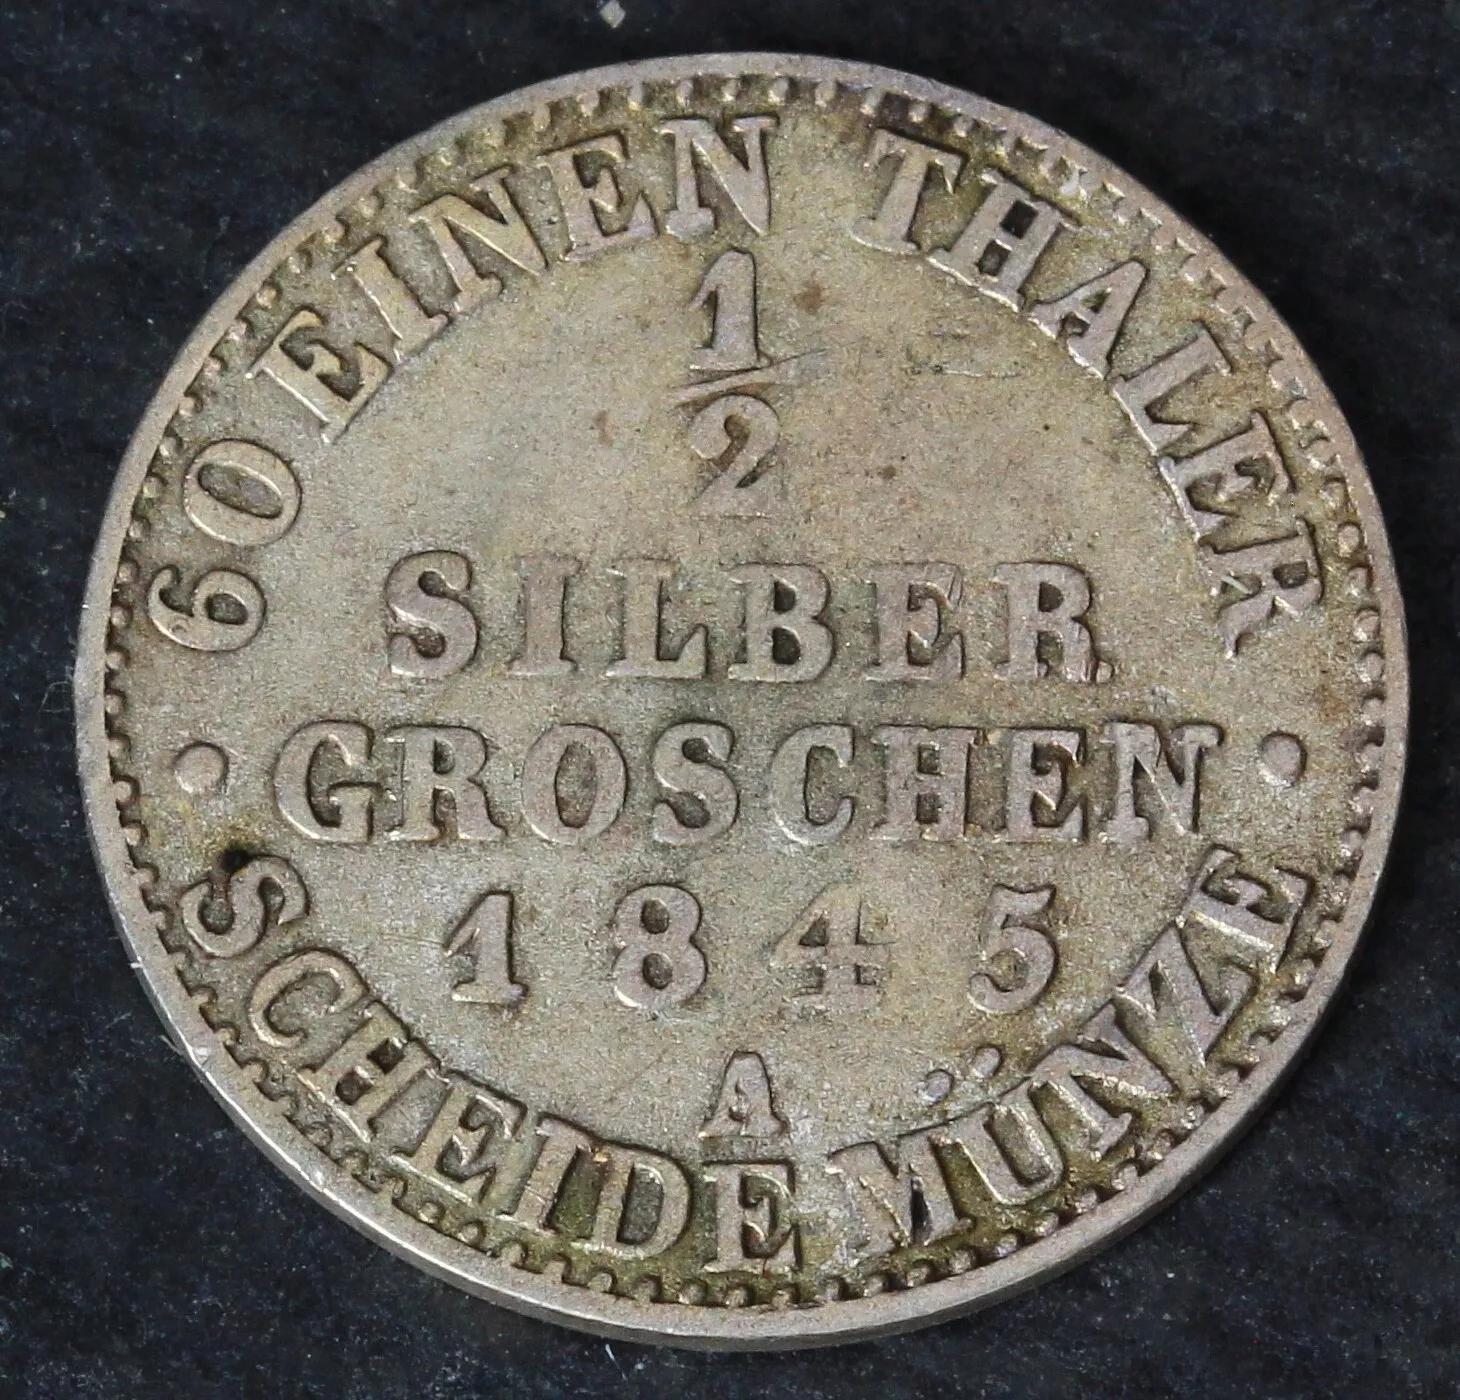 60 EINEN THALER
1/2
SILBER
GROSCHEN
1845
A
SCHEIDE MÜNZE